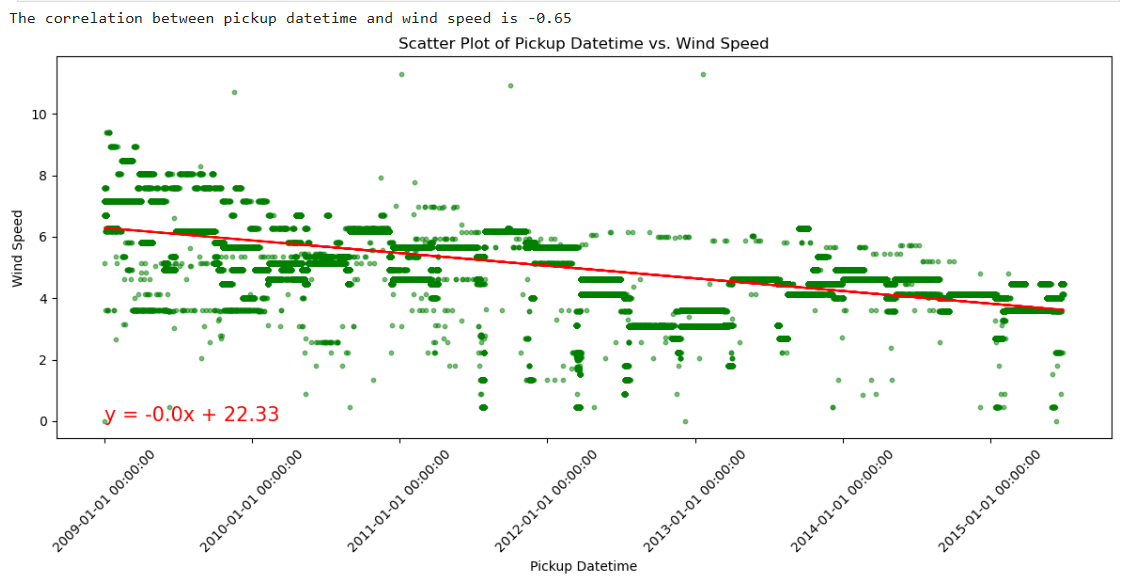 The correlation between pickup datetime and wind speed is -0.65
Scatter Plot of Pickup Datetime vs. Wind Speed
Wind Speed
10
8
6
4
2
0
y = -0.0x + 22.33
2009-01-01 00:00:00
2010-01-01 00:00:00
2011-01-01 00:00:00
2012-01-01 00:00:00
2013-01-01 00:00:00
2014-01-01 00:00:00
2015-01-01 00:00:00
Pickup Datetime